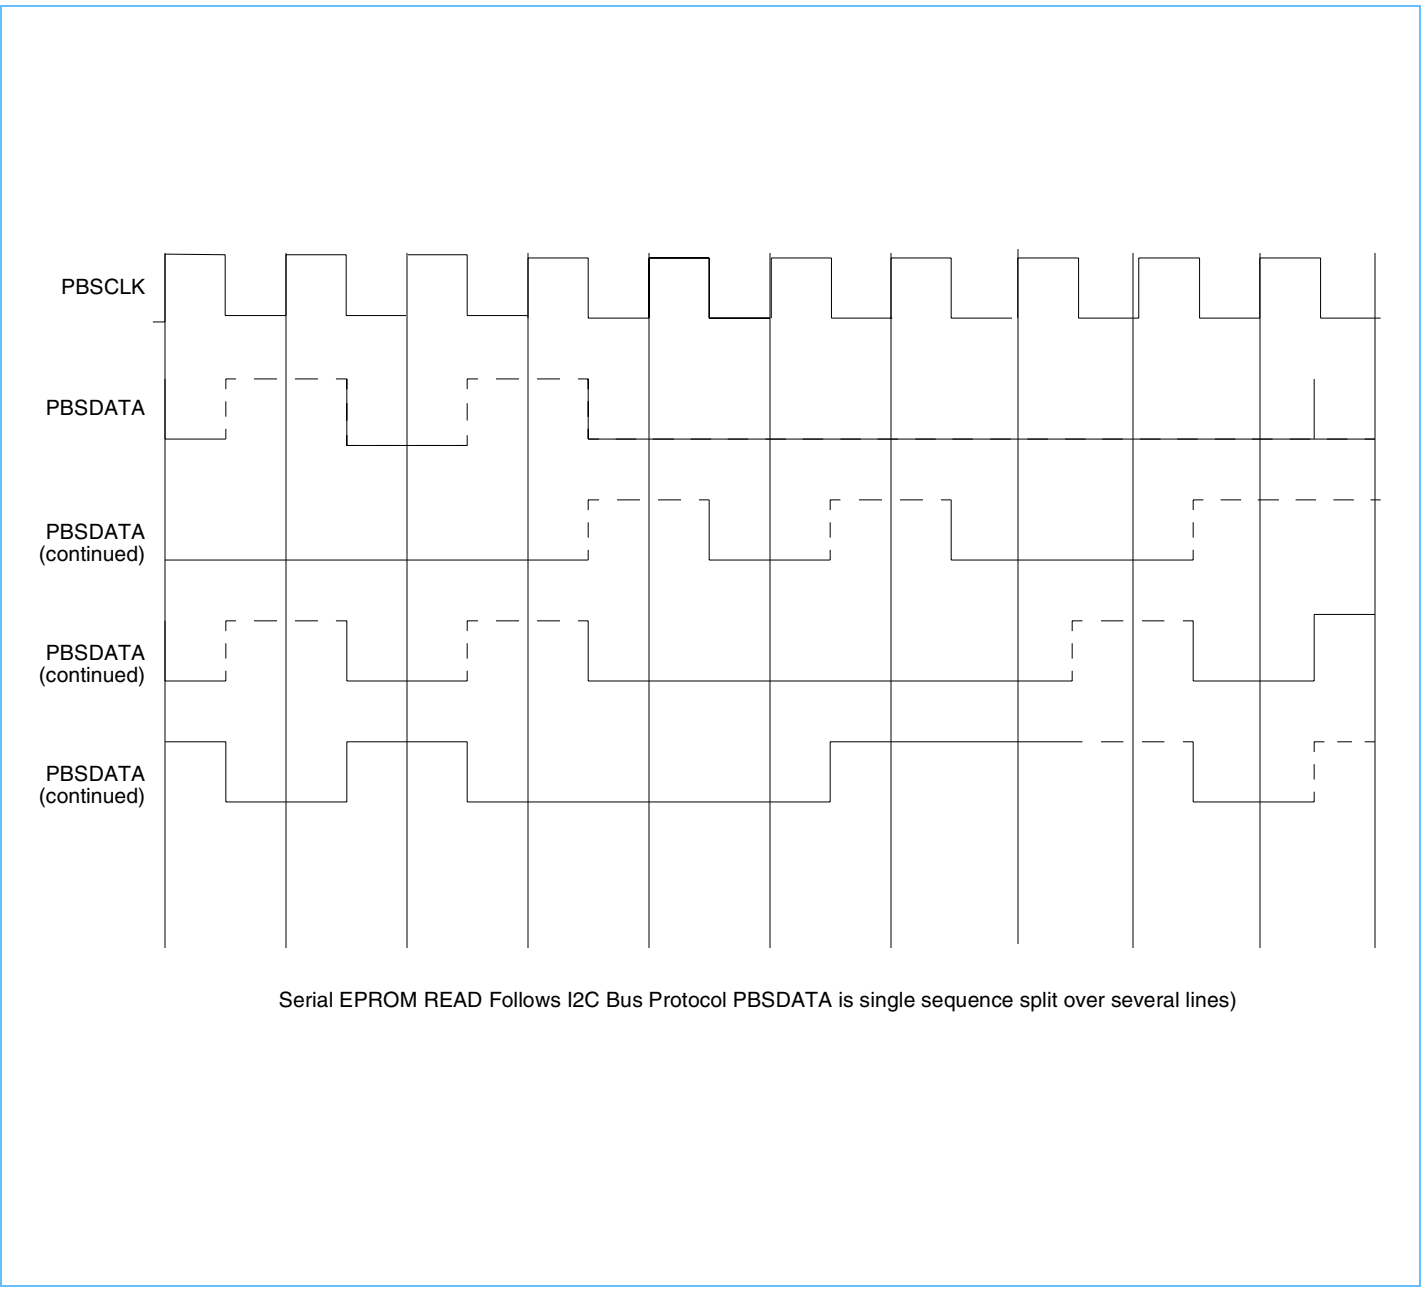 PBSCLK
PBSDATA
PBSDATA
(continued)
PBSDATA
(continued)
PBSDATA
(continued)
Serial EPROM READ Follows I2C Bus Protocol PBSDATA is single sequence split over several lines)